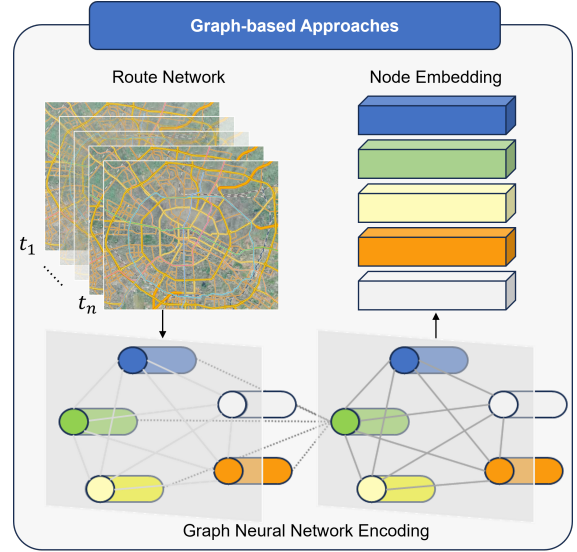 Graph-based Approaches
Route Network
Node Embedding
t₁
......
tₙ
Graph Neural Network Encoding